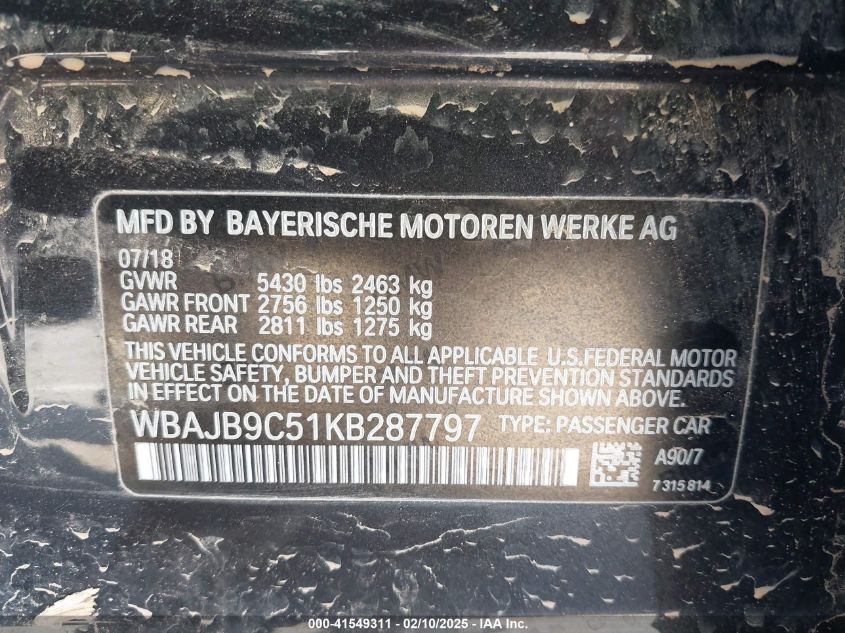 MFD BY BAYERISCHE MOTOREN WERKE AG
07/18
GVWR 5430 lbs 2463 kg
GAWR FRONT 2756 lbs 1250 kg
GAWR REAR 2811 lbs 1275 kg
THIS VEHICLE CONFORMS TO ALL APPLICABLE U.S.FEDERAL MOTOR
VEHICLE SAFETY, BUMPER AND THEFT PREVENTION STANDARDS
IN EFFECT ON THE DATE OF MANUFACTURE SHOWN ABOVE.
WBAJB9C51KB287797 TYPE: PASSENGER CAR
A90/7
7315814
000-41549311 - 02/10/2025 - IAAI.com